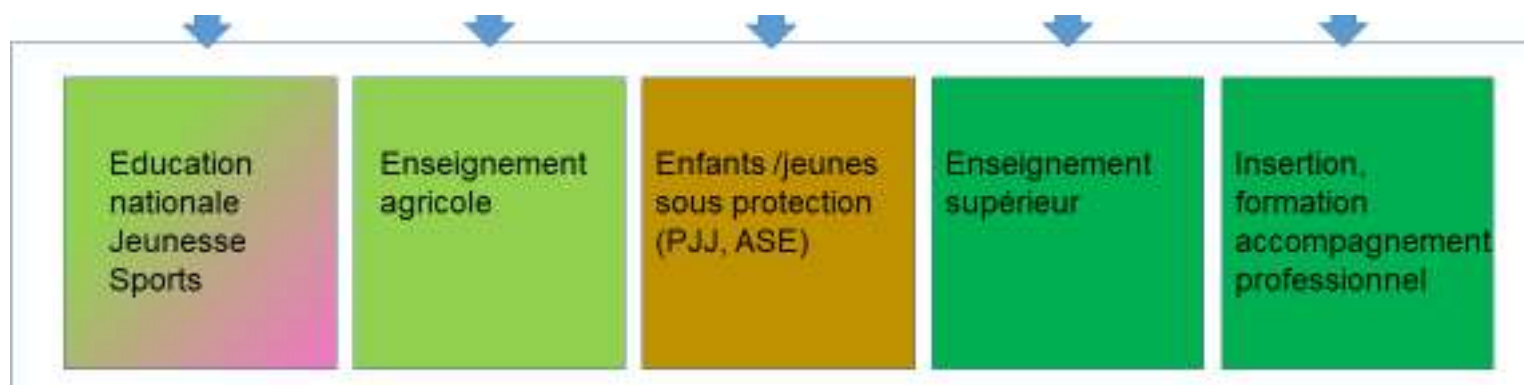 Education
nationale
Jeunesse
Sports
Enseignement
agricole
Enfants /jeunes
sous protection
(PJJ, ASE)
Enseignement
supérieur
Insertion,
formation
accompagnement
professionnel